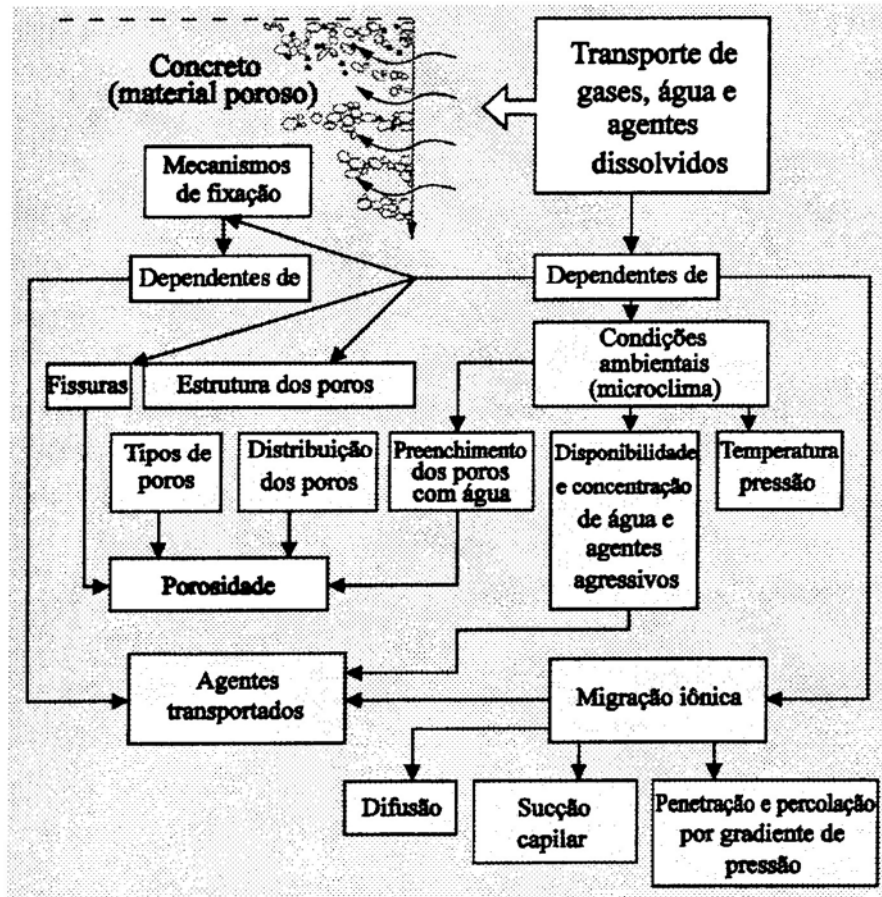 Concreto
(material poroso)
Transporte de
gases, água e
agentes
dissolvidos
Mecanismos
de fixação
Dependentes de
Dependentes de
Condições
ambientais
(microclima)
Fissuras
Estrutura dos poros
Tipos de
poros
Distribuição
dos poros
Preenchimento
dos poros
com água
Disponibilidade
e concentração
de água e
agentes
agressivos
Temperatura
pressão
Porosidade
Agentes
transportados
Migração iônica
Difusão
Sucção
capilar
Penetração e percolação
por gradiente de
pressão